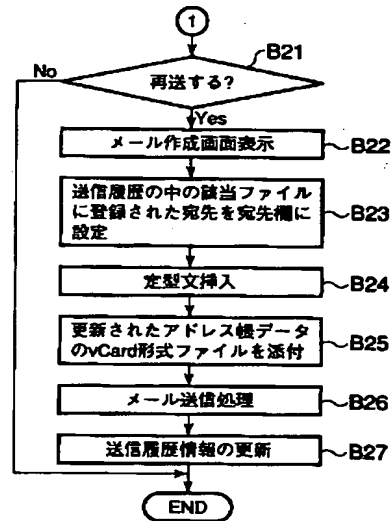 1
B21
No
再送する?
Yes
メール作成画面表示
B22
送信履歴の中の該当ファイル
に登録された宛先を宛先欄に
設定
B23
定型文挿入
B24
更新されたアドレス帳データ
のvCard形式ファイルを添付
B25
メール送信処理
B26
送信履歴情報の更新
B27
END